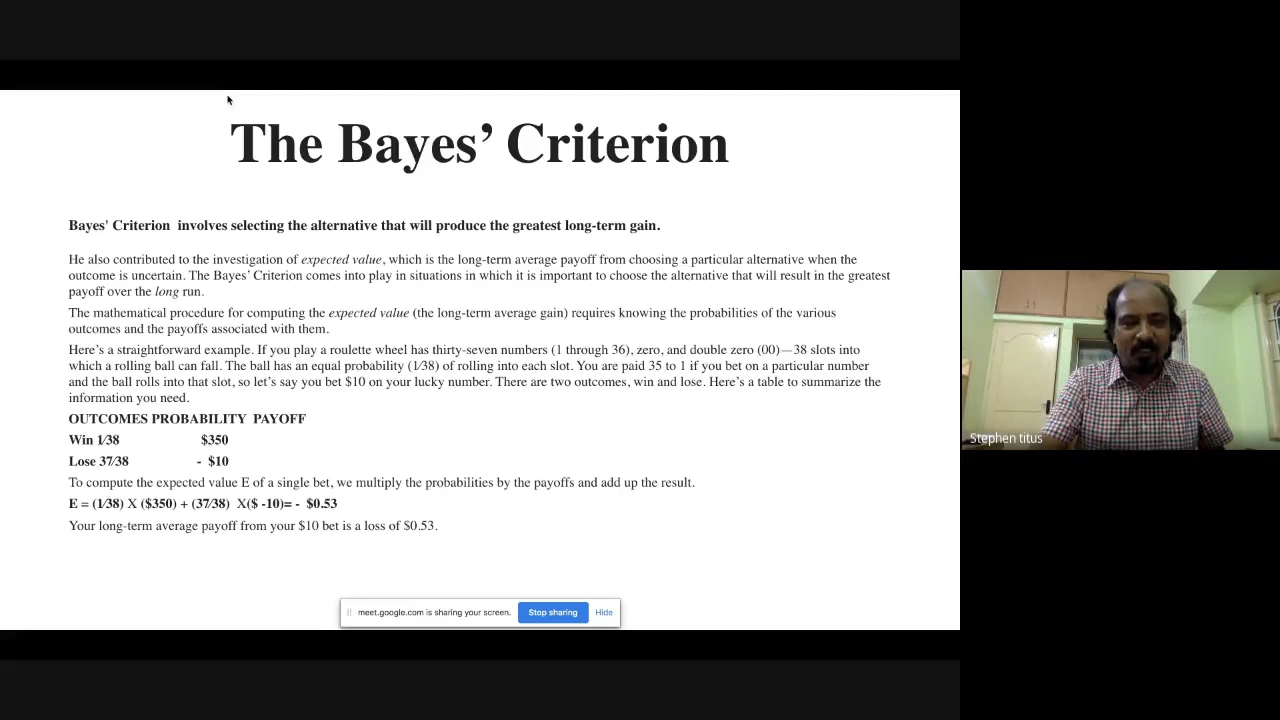 The Bayes’ Criterion
Bayes' Criterion  involves selecting the alternative that will produce the greatest long-term gain.
He also contributed to the investigation of expected value, which is the long-term average payoff from choosing a particular alternative when the
outcome is uncertain. The Bayes’ Criterion comes into play in situations in which it is important to choose the alternative that will result in the greatest
payoff over the long run.
The mathematical procedure for computing the expected value (the long-term average gain) requires knowing the probabilities of the various
outcomes and the payoffs associated with them.
Here’s a straightforward example. If you play a roulette wheel has thirty-seven numbers (1 through 36), zero, and double zero (00)—38 slots into
which a rolling ball can fall. The ball has an equal probability (1⁄38) of rolling into each slot. You are paid 35 to 1 if you bet on a particular number
and the ball rolls into that slot, so let’s say you bet $10 on your lucky number. There are two outcomes, win and lose. Here’s a table to summarize the
information you need.
OUTCOMES PROBABILITY  PAYOFF
Win 1⁄38 $350
Lose 37⁄38 -  $10
To compute the expected value E of a single bet, we multiply the probabilities by the payoffs and add up the result.
E = (1⁄38) X ($350) + (37⁄38)  X($ -10)= -  $0.53
Your long-term average payoff from your $10 bet is a loss of $0.53.
meet.google.com is sharing your screen. Stop sharing Hide
Stephen titus